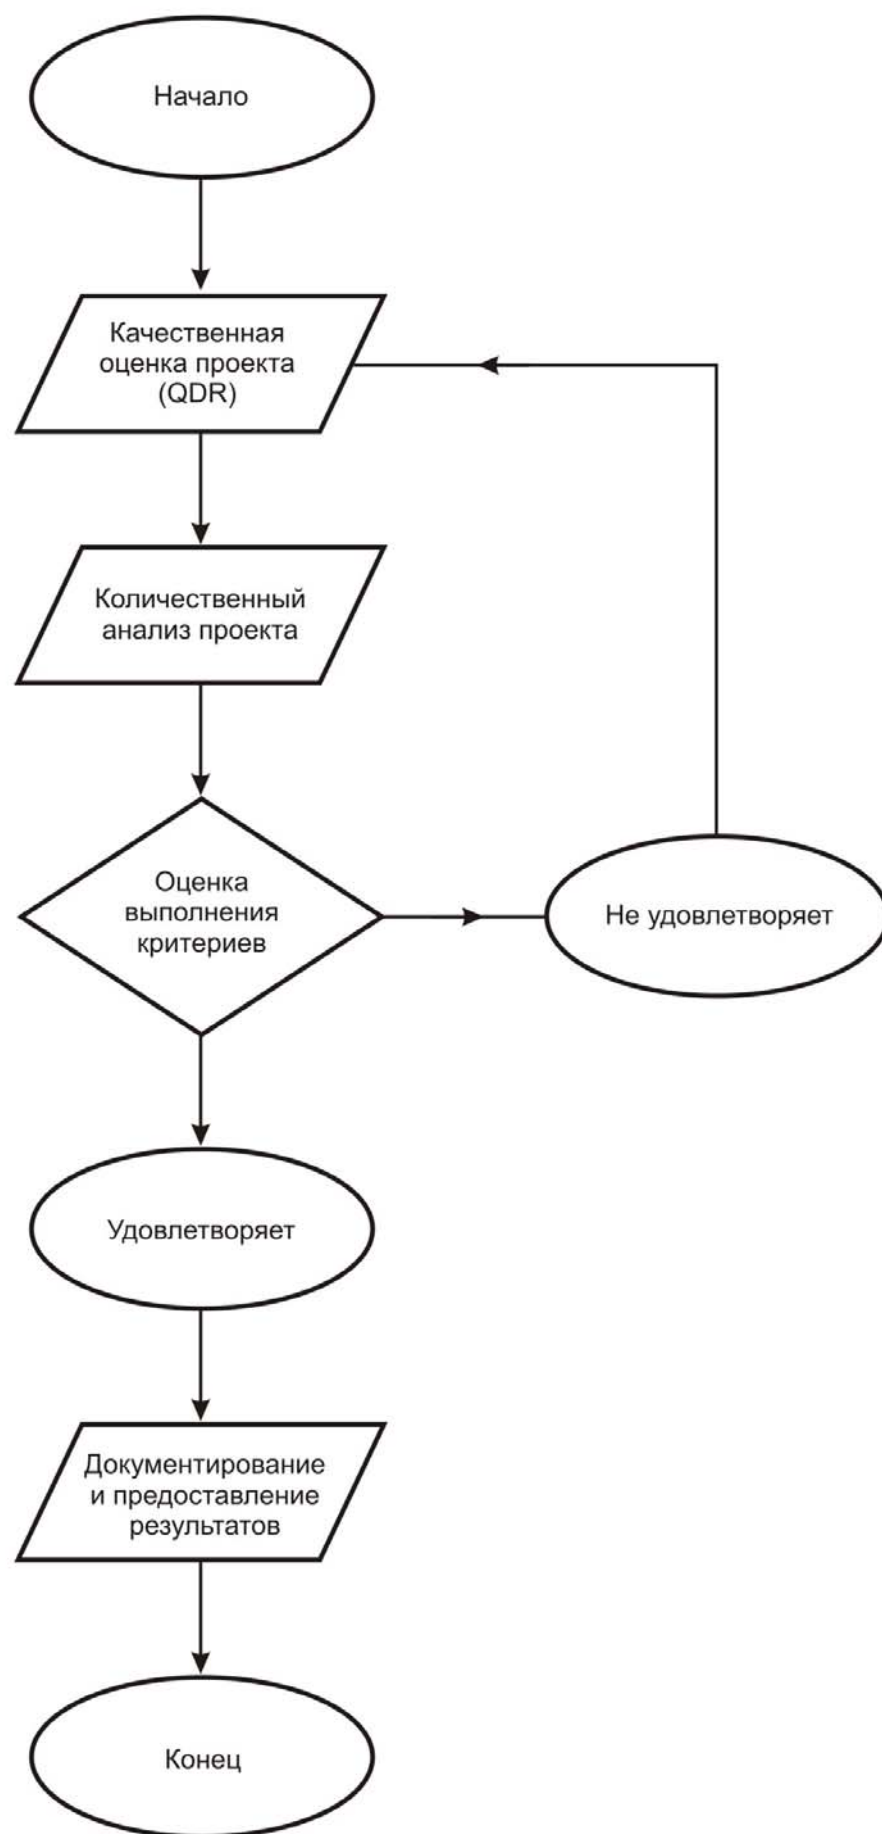 Начало
Качественная
оценка проекта
(QDR)
Количественный
анализ проекта
Оценка
выполнения
критериев
Не удовлетворяет
Удовлетворяет
Документирование
и предоставление
результатов
Конец